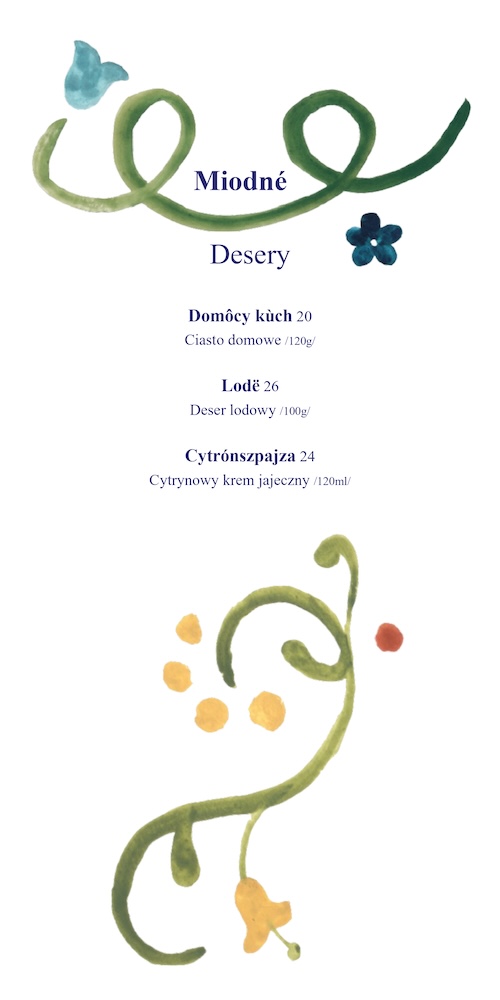 Miodné
Desery
Domôcy kùch 20
Ciasto domowe /120g/
Lodë 26
Deser lodowy /100g/
Cytrónszpajza 24
Cytrynowy krem jajeczny /120ml/